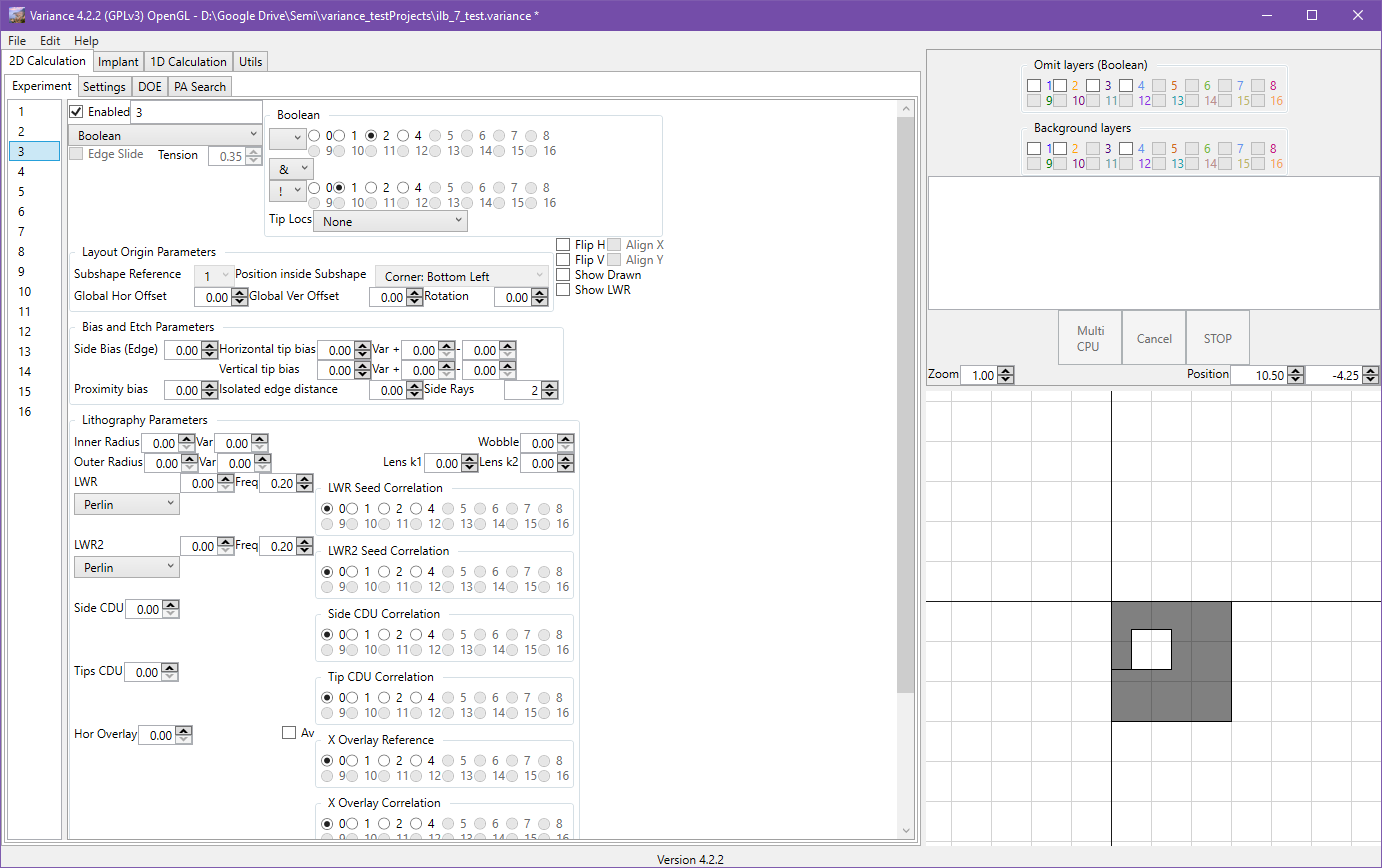 Variance 4.2.2 (GPLv3) OpenGL - D:\Google Drive\Semi\variance_testProjects\ilb_7_test.variance *
File Edit Help
2D Calculation Implant 1D Calculation Utils
Experiment Settings DOE PA Search
1
2
3
4
5
6
7
8
9
10
11
12
13
14
15
16
Enabled 3
Boolean
Edge Slide Tension 0.35
Boolean
0 1 2 4 5 6 7 8
9 10 11 12 13 14 15 16
&
! 0 1 2 4 5 6 7 8
9 10 11 12 13 14 15 16
Tip Locs None
Layout Origin Parameters
Subshape Reference 1 Position inside Subshape Corner: Bottom Left
Global Hor Offset 0.00 Global Ver Offset 0.00 Rotation 0.00
Flip H Align X
Flip V Align Y
Show Drawn
Show LWR
Bias and Etch Parameters
Side Bias (Edge) 0.00 Horizontal tip bias 0.00 Var + 0.00 - 0.00
Vertical tip bias 0.00 Var + 0.00 - 0.00
Proximity bias 0.00 Isolated edge distance 0.00 Side Rays 2
Lithography Parameters
Inner Radius 0.00 Var 0.00 Wobble 0.00
Outer Radius 0.00 Var 0.00 Lens k1 0.00 Lens k2 0.00
LWR 0.00 Freq 0.20
Perlin
LWR Seed Correlation
0 1 2 4 5 6 7 8
9 10 11 12 13 14 15 16
LWR2 0.00 Freq 0.20
Perlin
LWR2 Seed Correlation
0 1 2 4 5 6 7 8
9 10 11 12 13 14 15 16
Side CDU 0.00
Side CDU Correlation
0 1 2 4 5 6 7 8
9 10 11 12 13 14 15 16
Tips CDU 0.00
Tip CDU Correlation
0 1 2 4 5 6 7 8
9 10 11 12 13 14 15 16
Hor Overlay 0.00 Av
X Overlay Reference
0 1 2 4 5 6 7 8
9 10 11 12 13 14 15 16
X Overlay Correlation
0 1 2 4 5 6 7 8
9 10 11 12 13 14 15 16
Omit layers (Boolean)
1 2 3 4 5 6 7 8
9 10 11 12 13 14 15 16
Background layers
1 2 3 4 5 6 7 8
9 10 11 12 13 14 15 16
Multi CPU
Cancel
STOP
Zoom 1.00 Position 10.50 -4.25
Version 4.2.2